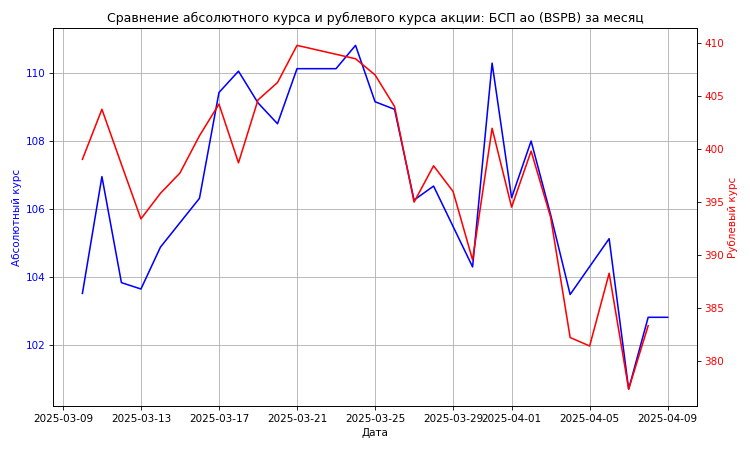 Сравнение абсолютного курса и рублевого курса акции: БСП ао (BSPB) за месяц
110
108
106
104
102
Абсолютный курс
410
405
400
395
390
385
380
Рублевый курс
2025-03-09 2025-03-13 2025-03-17 2025-03-21 2025-03-25 2025-03-29 2025-04-01 2025-04-05 2025-04-09
Дата